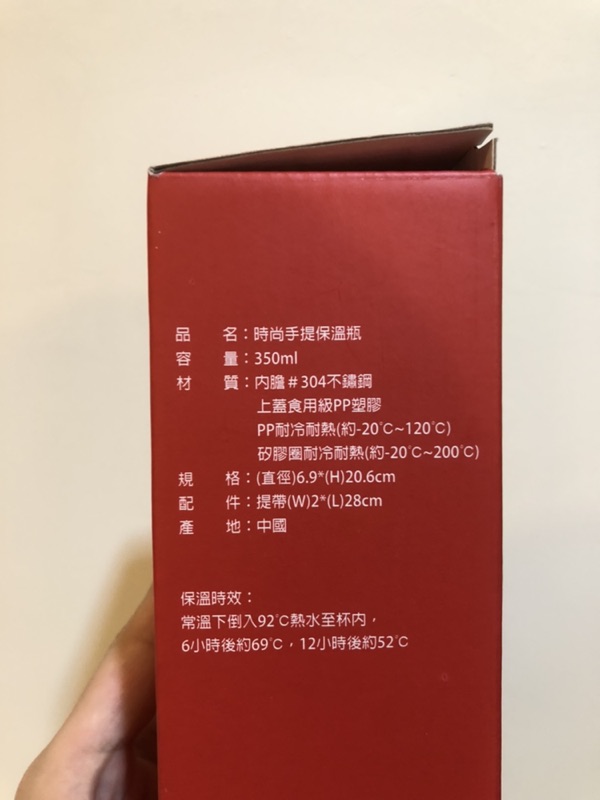 品 名：時尚手提保溫瓶
容 量：350ml
材 質：內膽＃304不鏽鋼
上蓋食用級PP塑膠
PP耐冷耐熱(約-20°C~120°C)
矽膠圈耐冷耐熱(約-20°C~200°C)
規 格：(直徑)6.9*(H)20.6cm
配 件：提帶(W)2*(L)28cm
產 地：中國
保溫時效：
常溫下倒入92°C熱水至杯內，
6小時後約69°C，12小時後約52°C